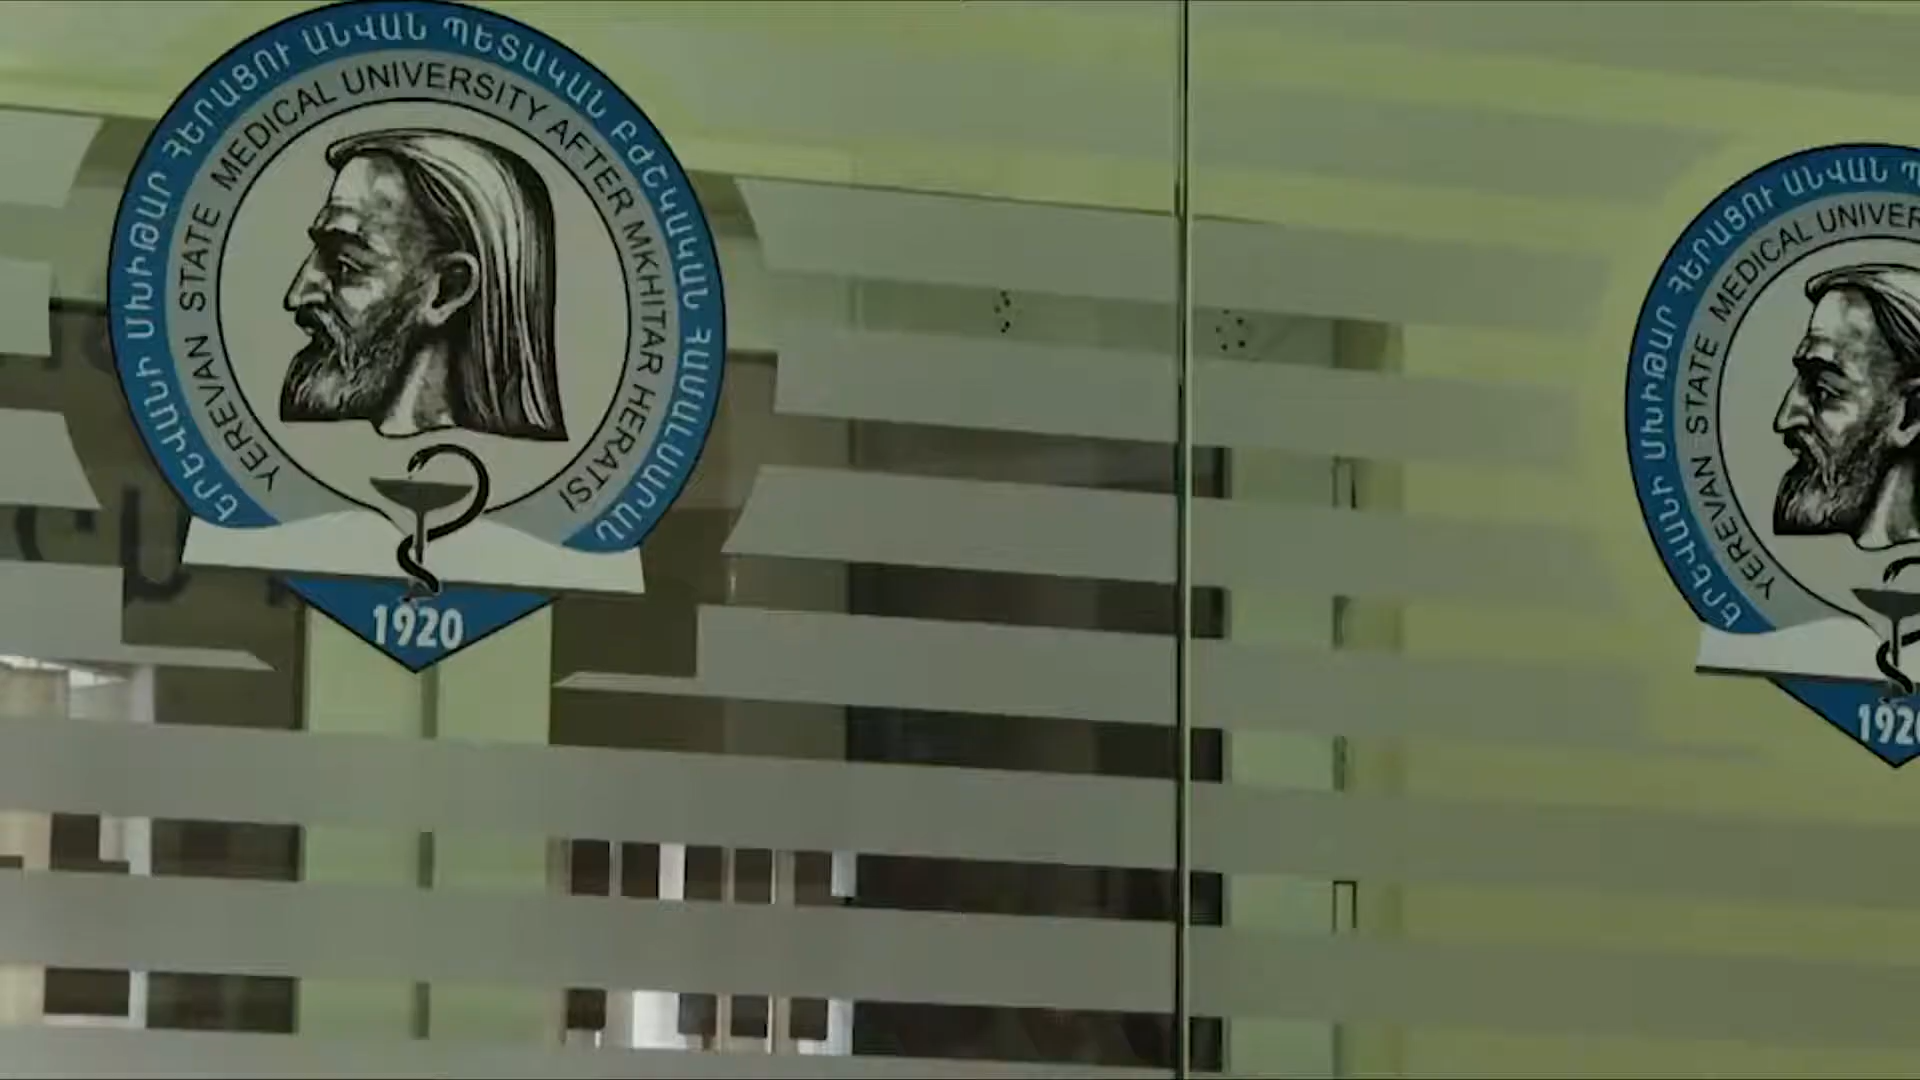 ԵՐԵՎԱՆԻ ՄԽԻԹԱՐ ՀԵՐԱՑՈՒ ԱՆՎԱՆ ՊԵՏԱԿԱՆ ԲԺՇԿԱԿԱՆ ՀԱՄԱԼՍԱՐԱՆ
YEREVAN STATE MEDICAL UNIVERSITY AFTER MKHITAR HERATSI
1920
ԵՐԵՎԱՆԻ ՄԽԻԹԱՐ ՀԵՐԱՑՈՒ ԱՆՎԱՆ Պ
YEREVAN STATE MEDICAL UNIVER
192